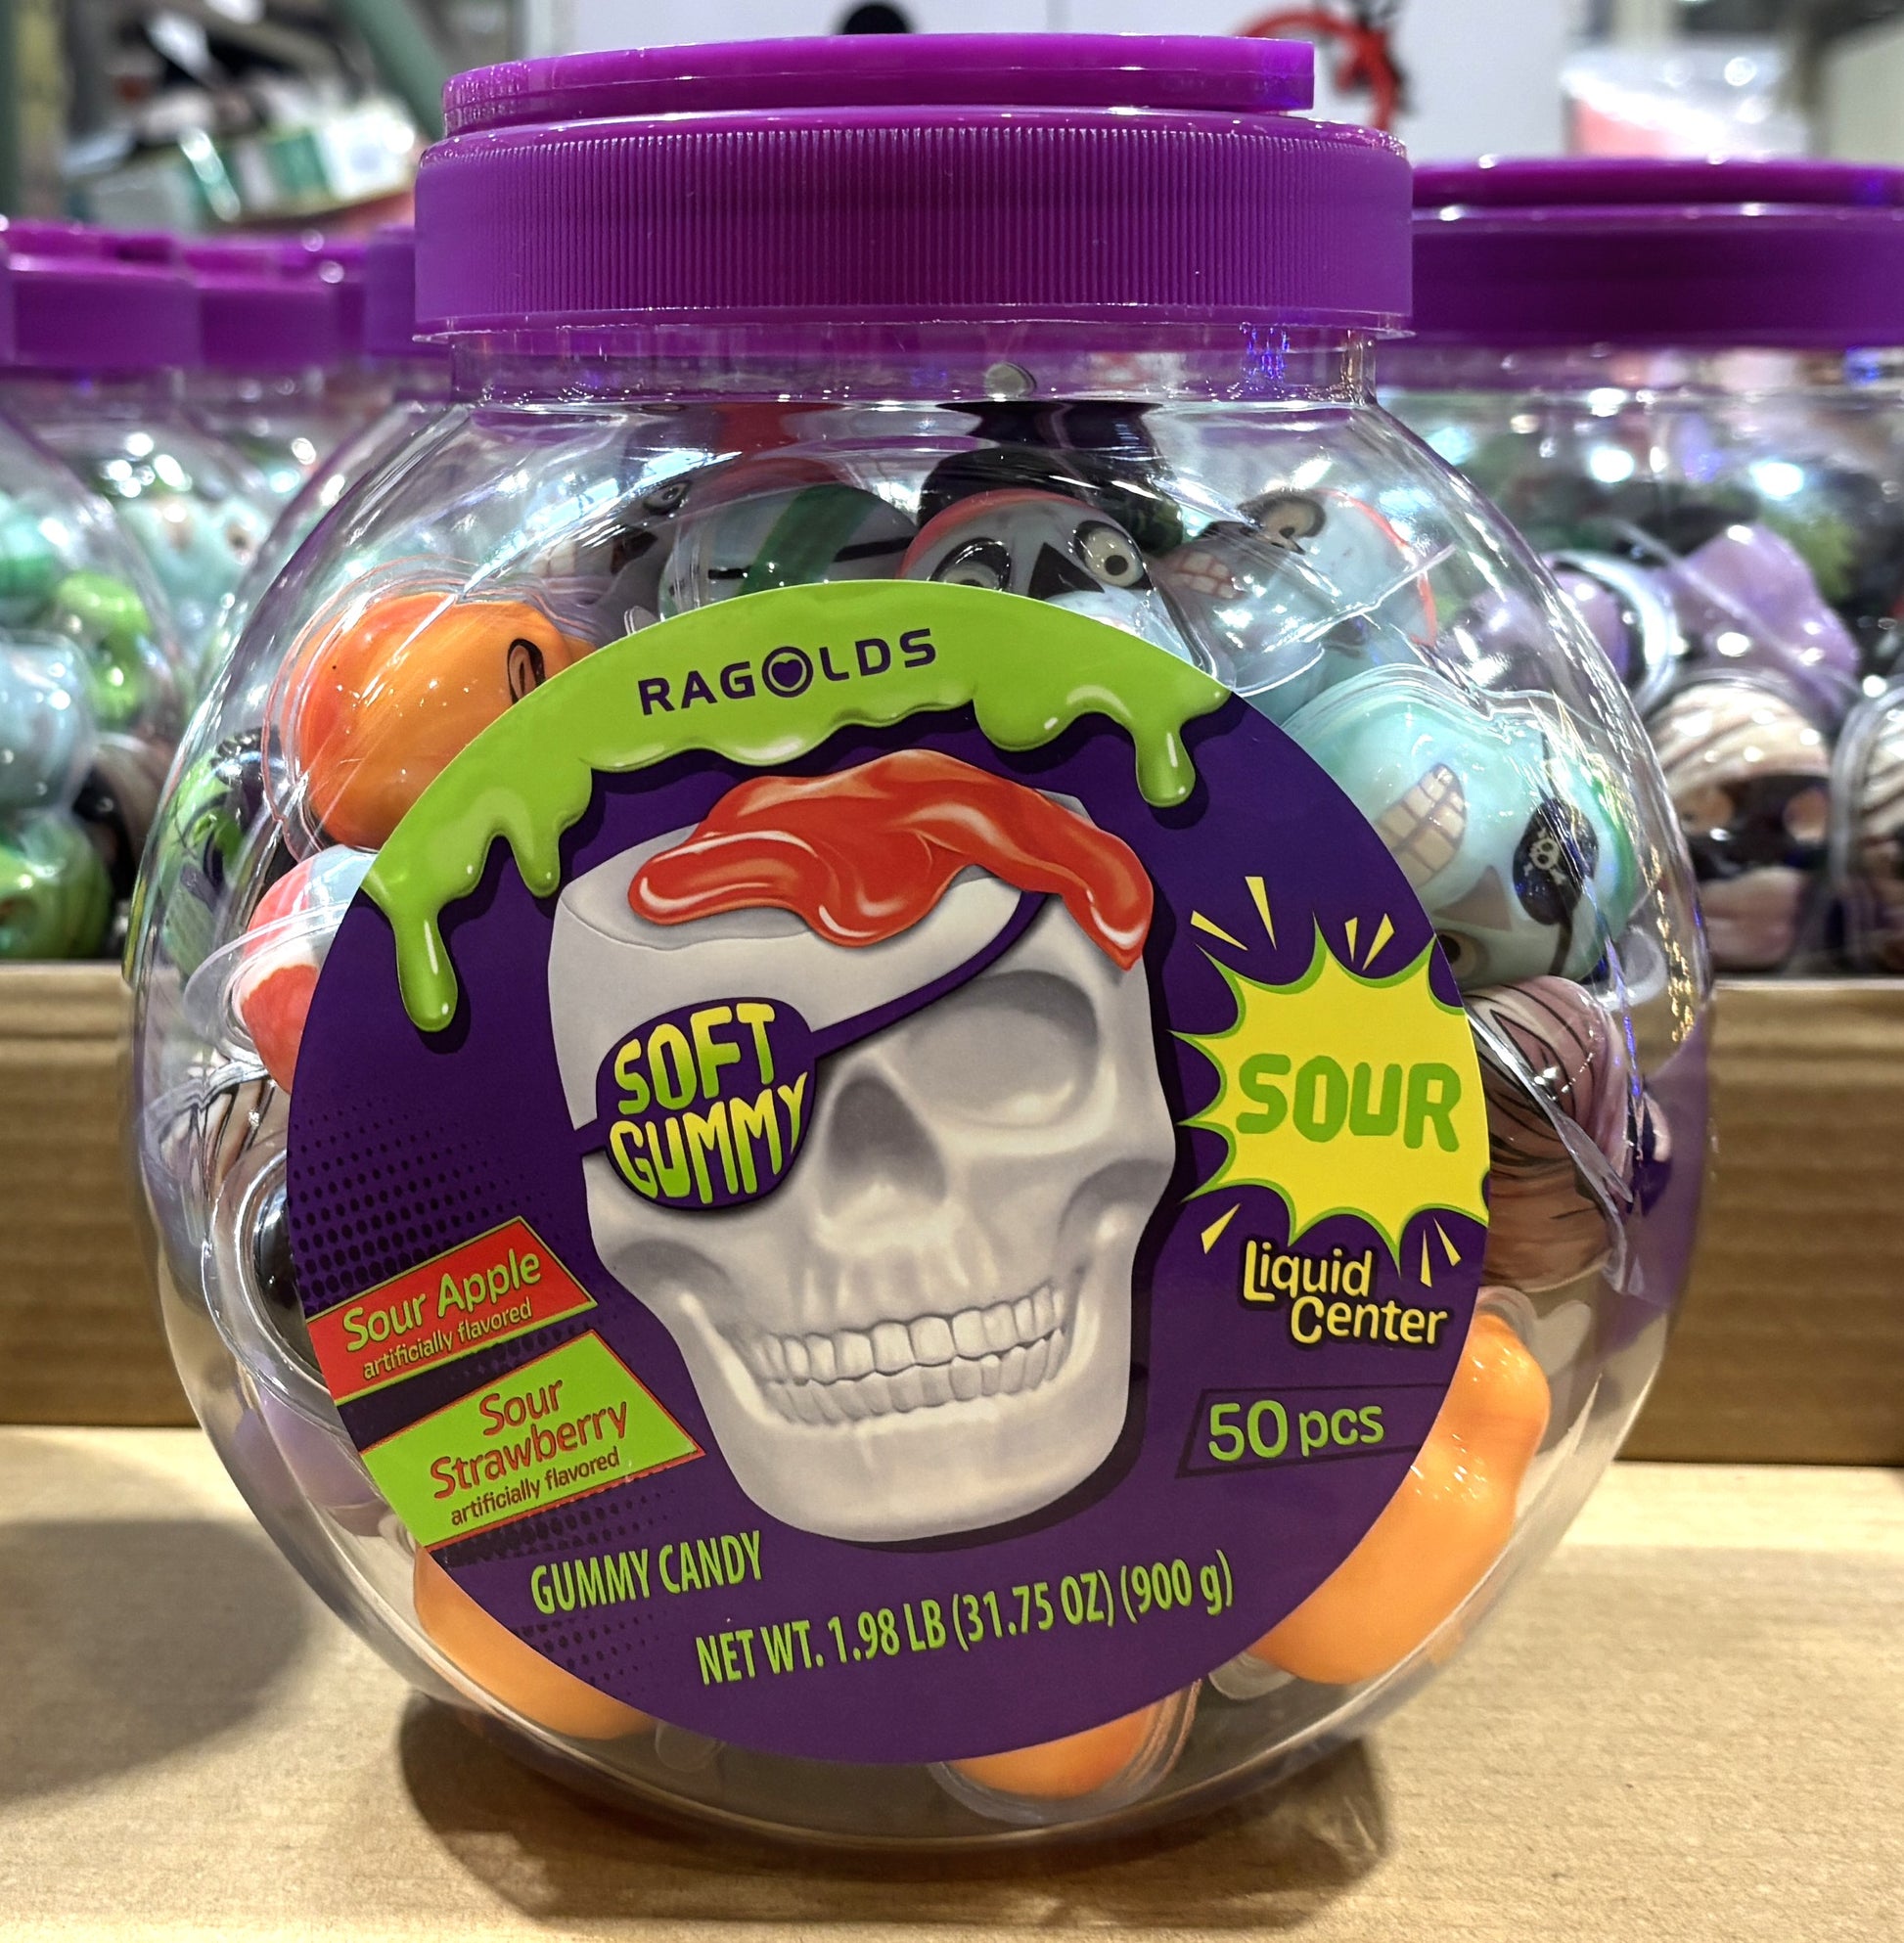 RAGOLDS
SOFT
GUMMY
SOUR
Liquid
Center
Sour Apple
artificially flavored
Sour
Strawberry
artificially flavored
50 pcs
GUMMY CANDY
NET WT. 1.98 LB (31.75 OZ) (900 g)